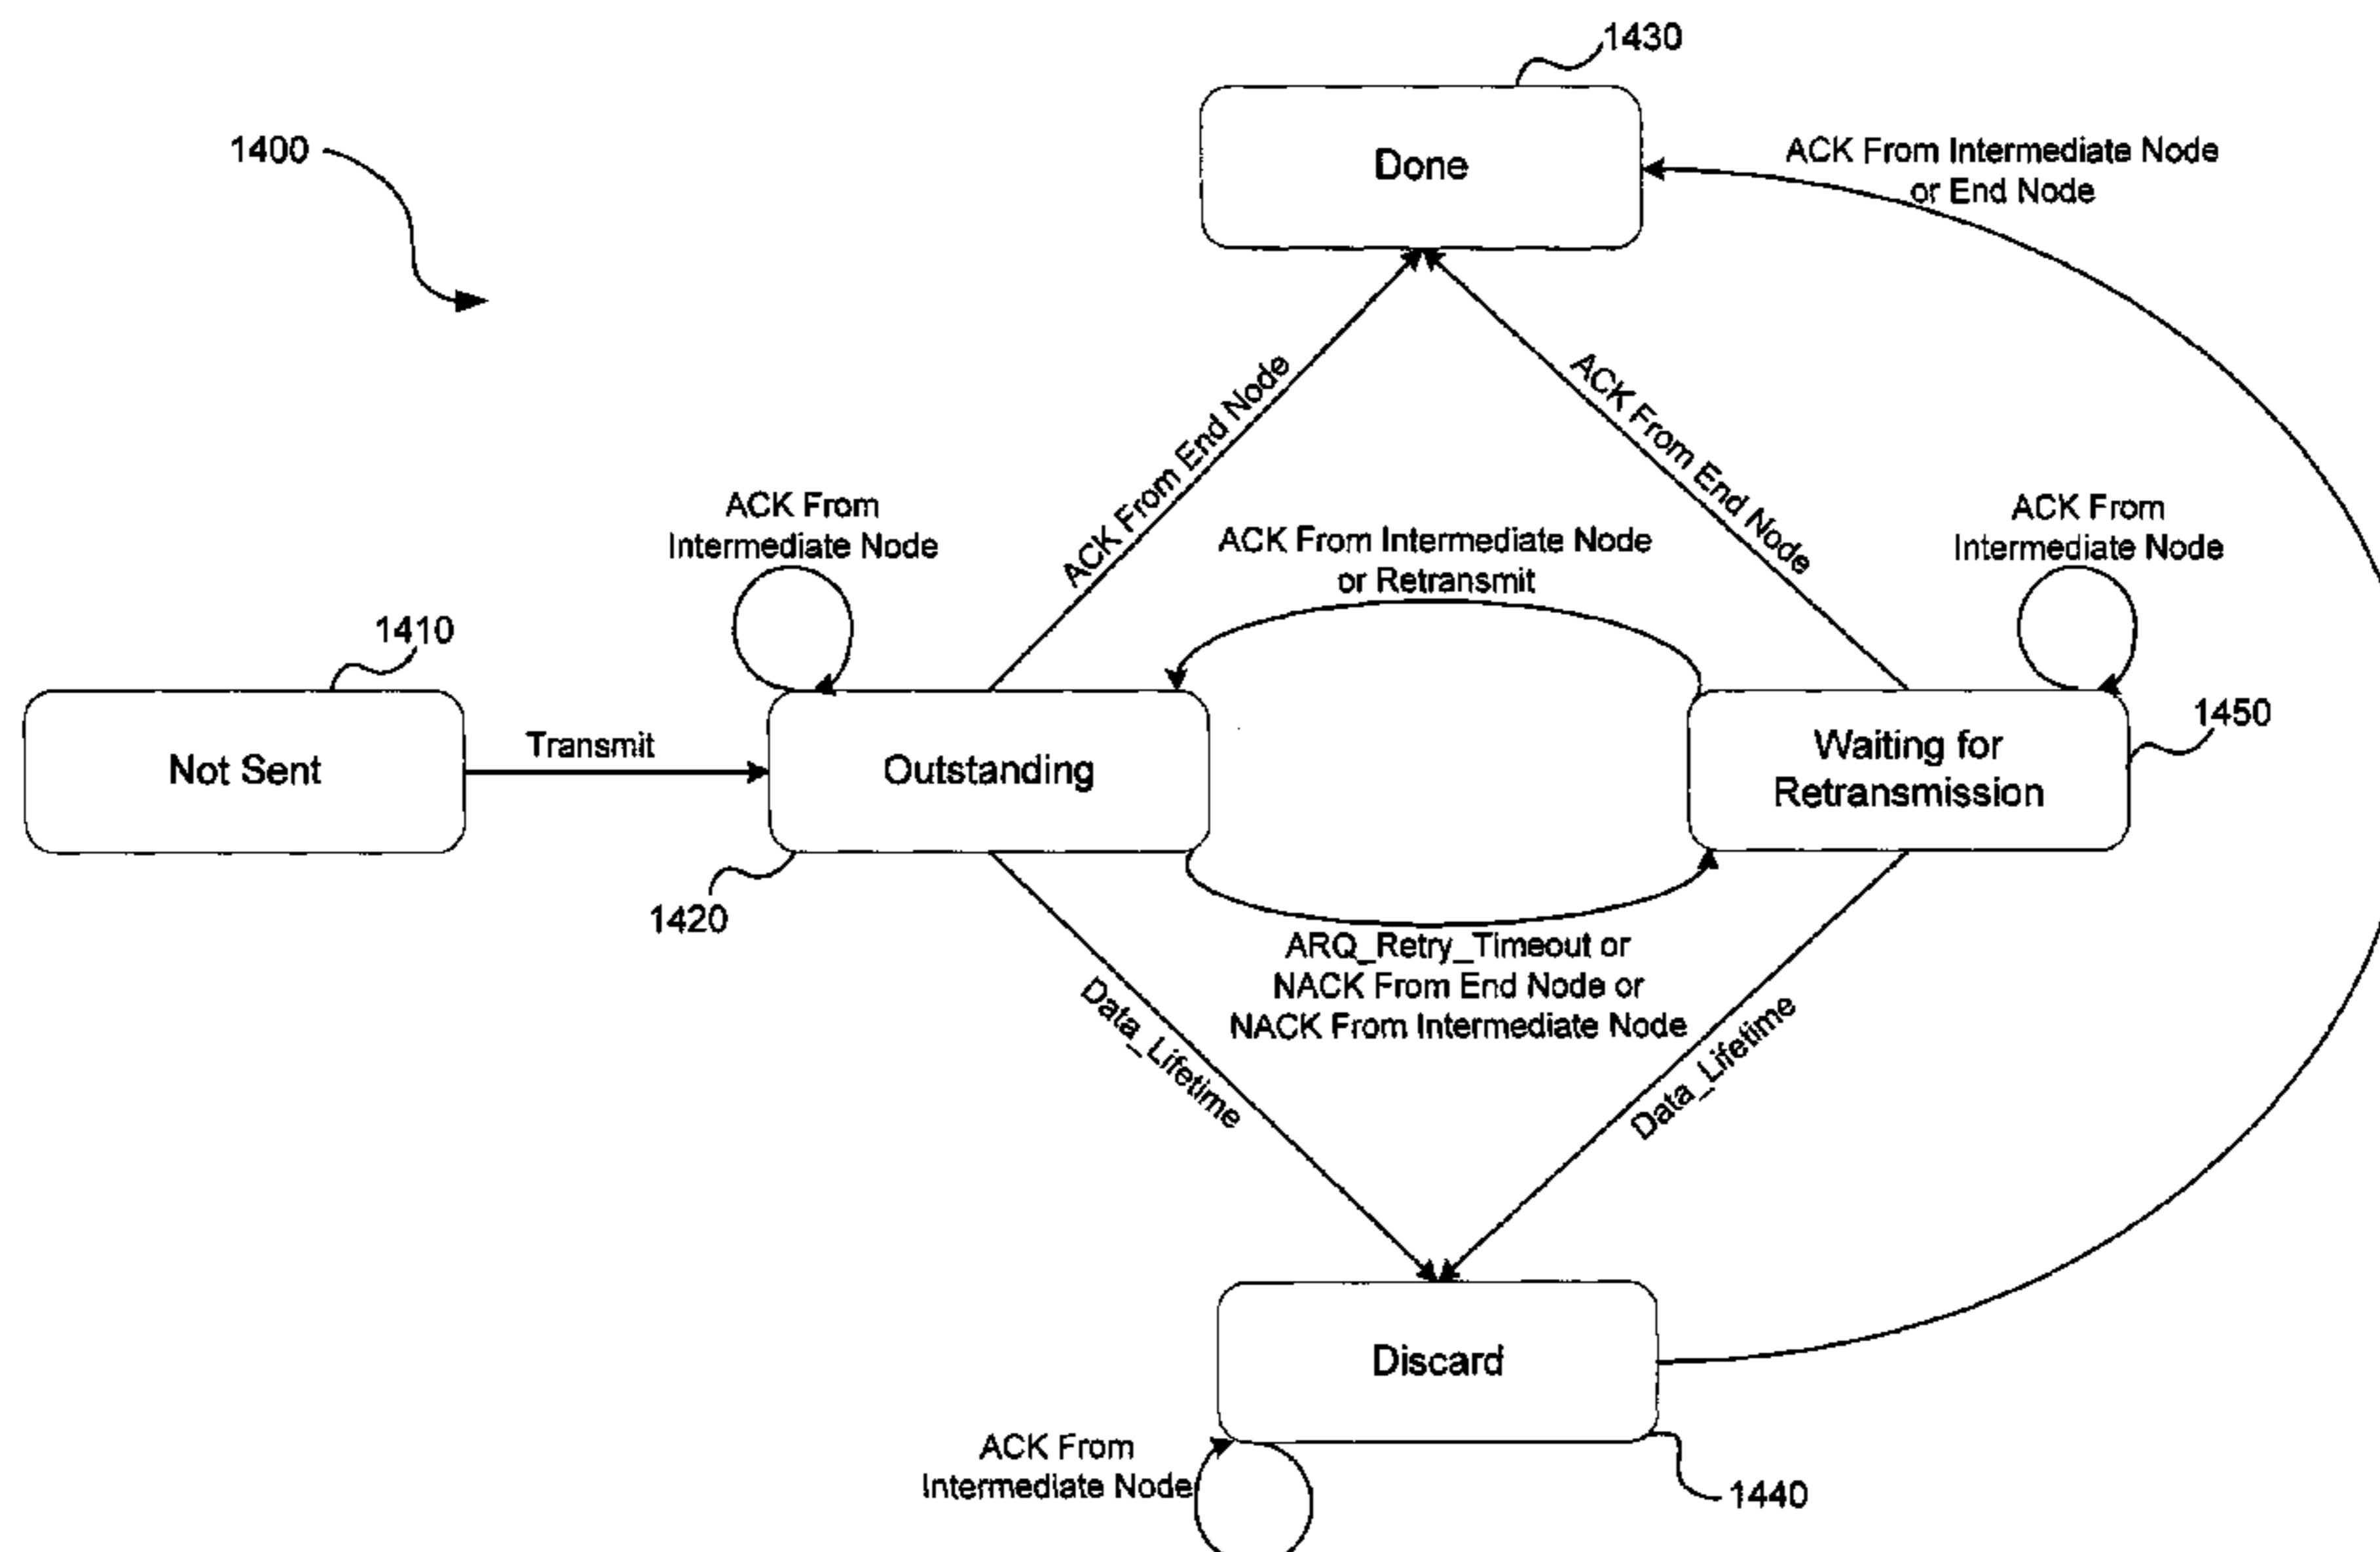 1430
1400
Done
ACK From Intermediate Node
or End Node
ACK From End Node
ACK From End Node
ACK From
Intermediate Node
ACK From Intermediate Node
or Retransmit
ACK From
Intermediate Node
1410
1450
Not Sent
Transmit
Outstanding
Waiting for
Retransmission
1420
ARQ_Retry_Timeout or
NACK From End Node or
NACK From Intermediate Node
Data_Lifetime
Data_Lifetime
Discard
ACK From
Intermediate Node
1440